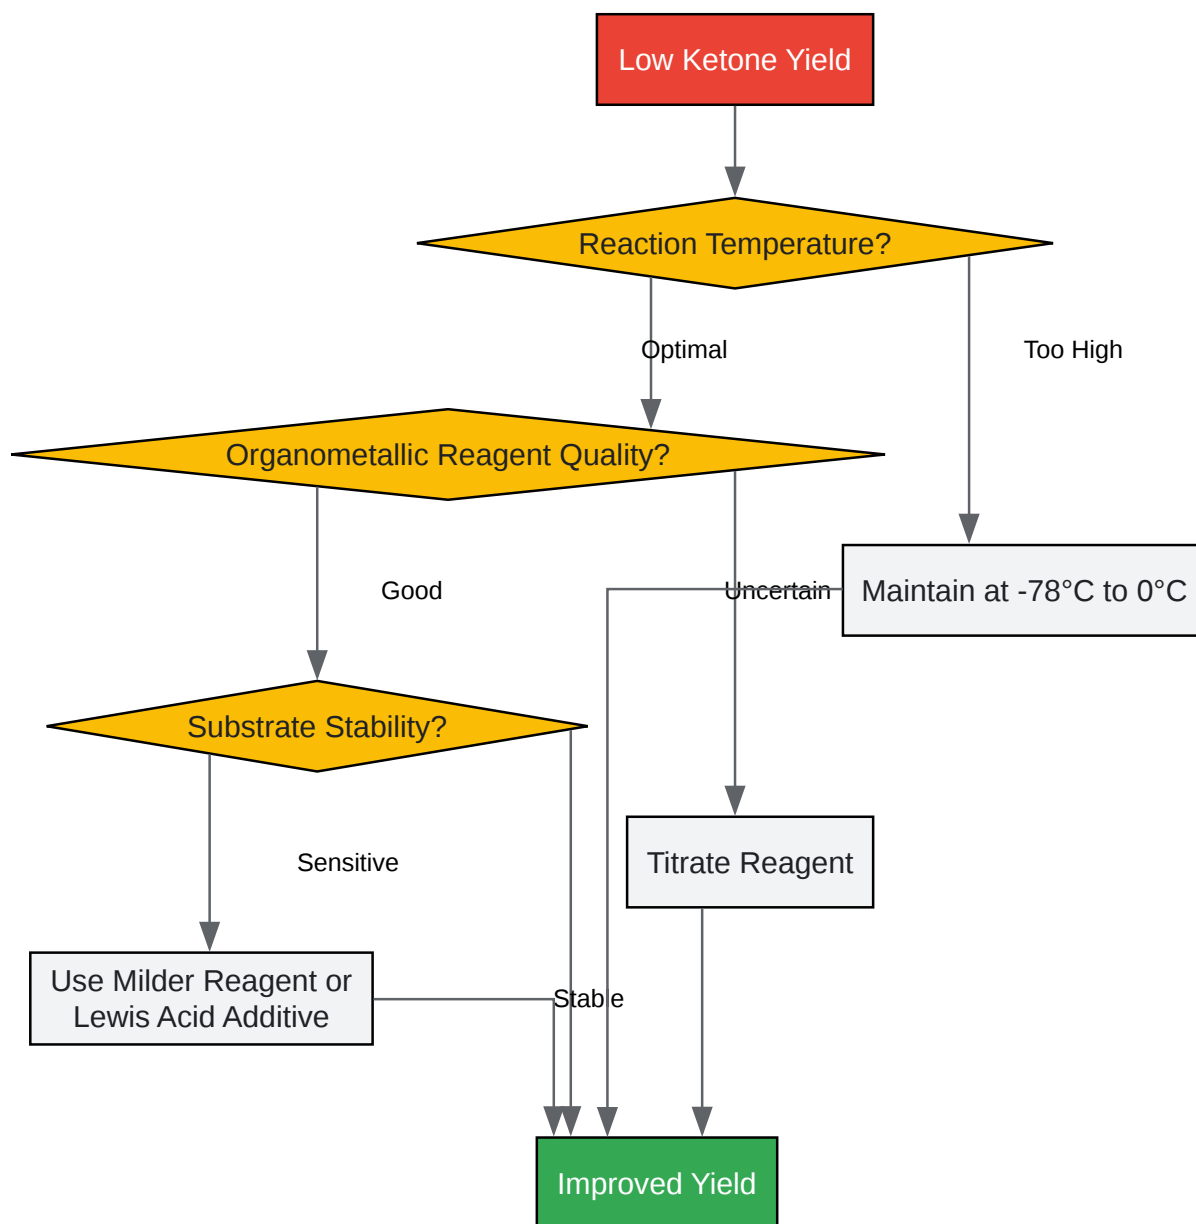 Low Ketone Yield
Reaction Temperature?
Optimal
Too High
Organometallic Reagent Quality?
Good
Uncertain
Maintain at -78°C to 0°C
Substrate Stability?
Sensitive
Titrate Reagent
Use Milder Reagent or
Lewis Acid Additive
Stable
Improved Yield